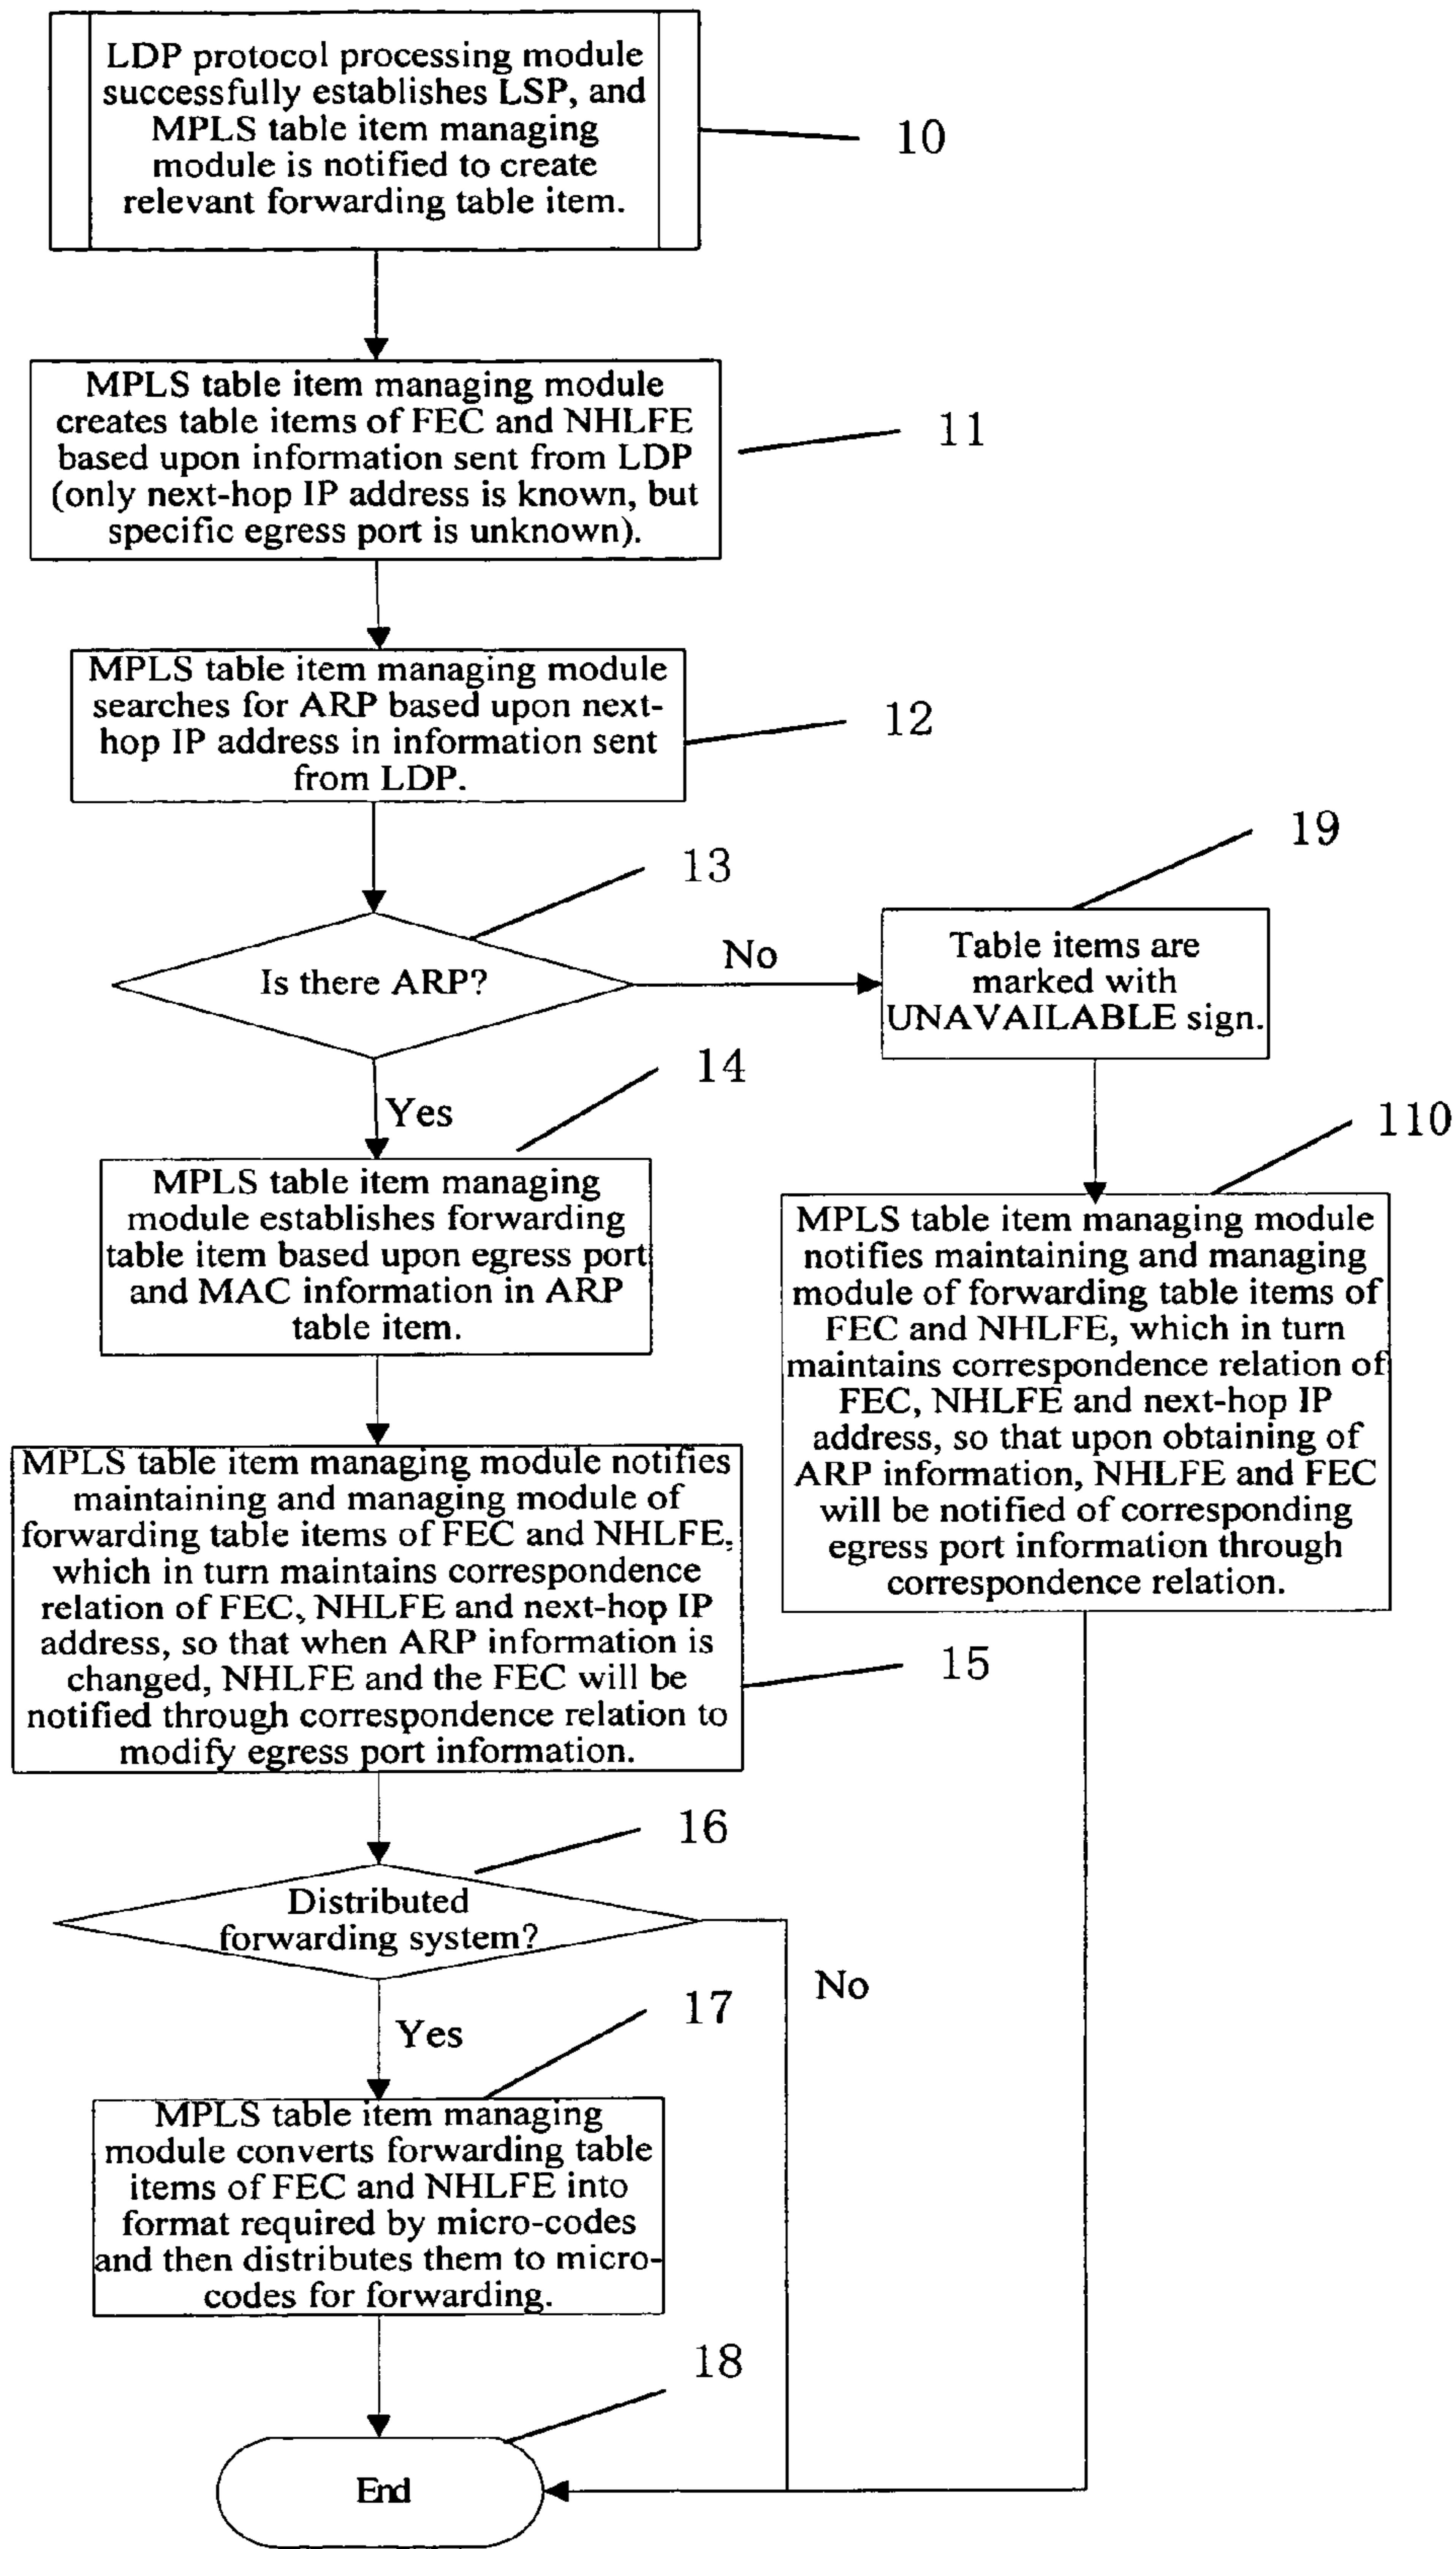 LDP protocol processing module
successfully establishes LSP, and
MPLS table item managing
module is notified to create
relevant forwarding table item.
10
MPLS table item managing module
creates table items of FEC and NHLFE
based upon information sent from LDP
(only next-hop IP address is known, but
specific egress port is unknown).
11
MPLS table item managing module
searches for ARP based upon next-
hop IP address in information sent
from LDP.
12
13
Is there ARP?
No
Yes
19
Table items are
marked with
UNAVAILABLE sign.
14
MPLS table item managing
module establishes forwarding
table item based upon egress port
and MAC information in ARP
table item.
110
MPLS table item managing module
notifies maintaining and managing
module of forwarding table items of
FEC and NHLFE, which in turn
maintains correspondence relation of
FEC, NHLFE and next-hop IP
address, so that upon obtaining of
ARP information, NHLFE and FEC
will be notified of corresponding
egress port information through
correspondence relation.
MPLS table item managing module notifies
maintaining and managing module of
forwarding table items of FEC and NHLFE,
which in turn maintains correspondence
relation of FEC, NHLFE and next-hop IP
address, so that when ARP information is
changed, NHLFE and the FEC will be
notified through correspondence relation to
modify egress port information.
15
16
Distributed
forwarding system?
No
Yes
17
MPLS table item managing
module converts forwarding table
items of FEC and NHLFE into
format required by micro-codes
and then distributes them to micro-
codes for forwarding.
18
End